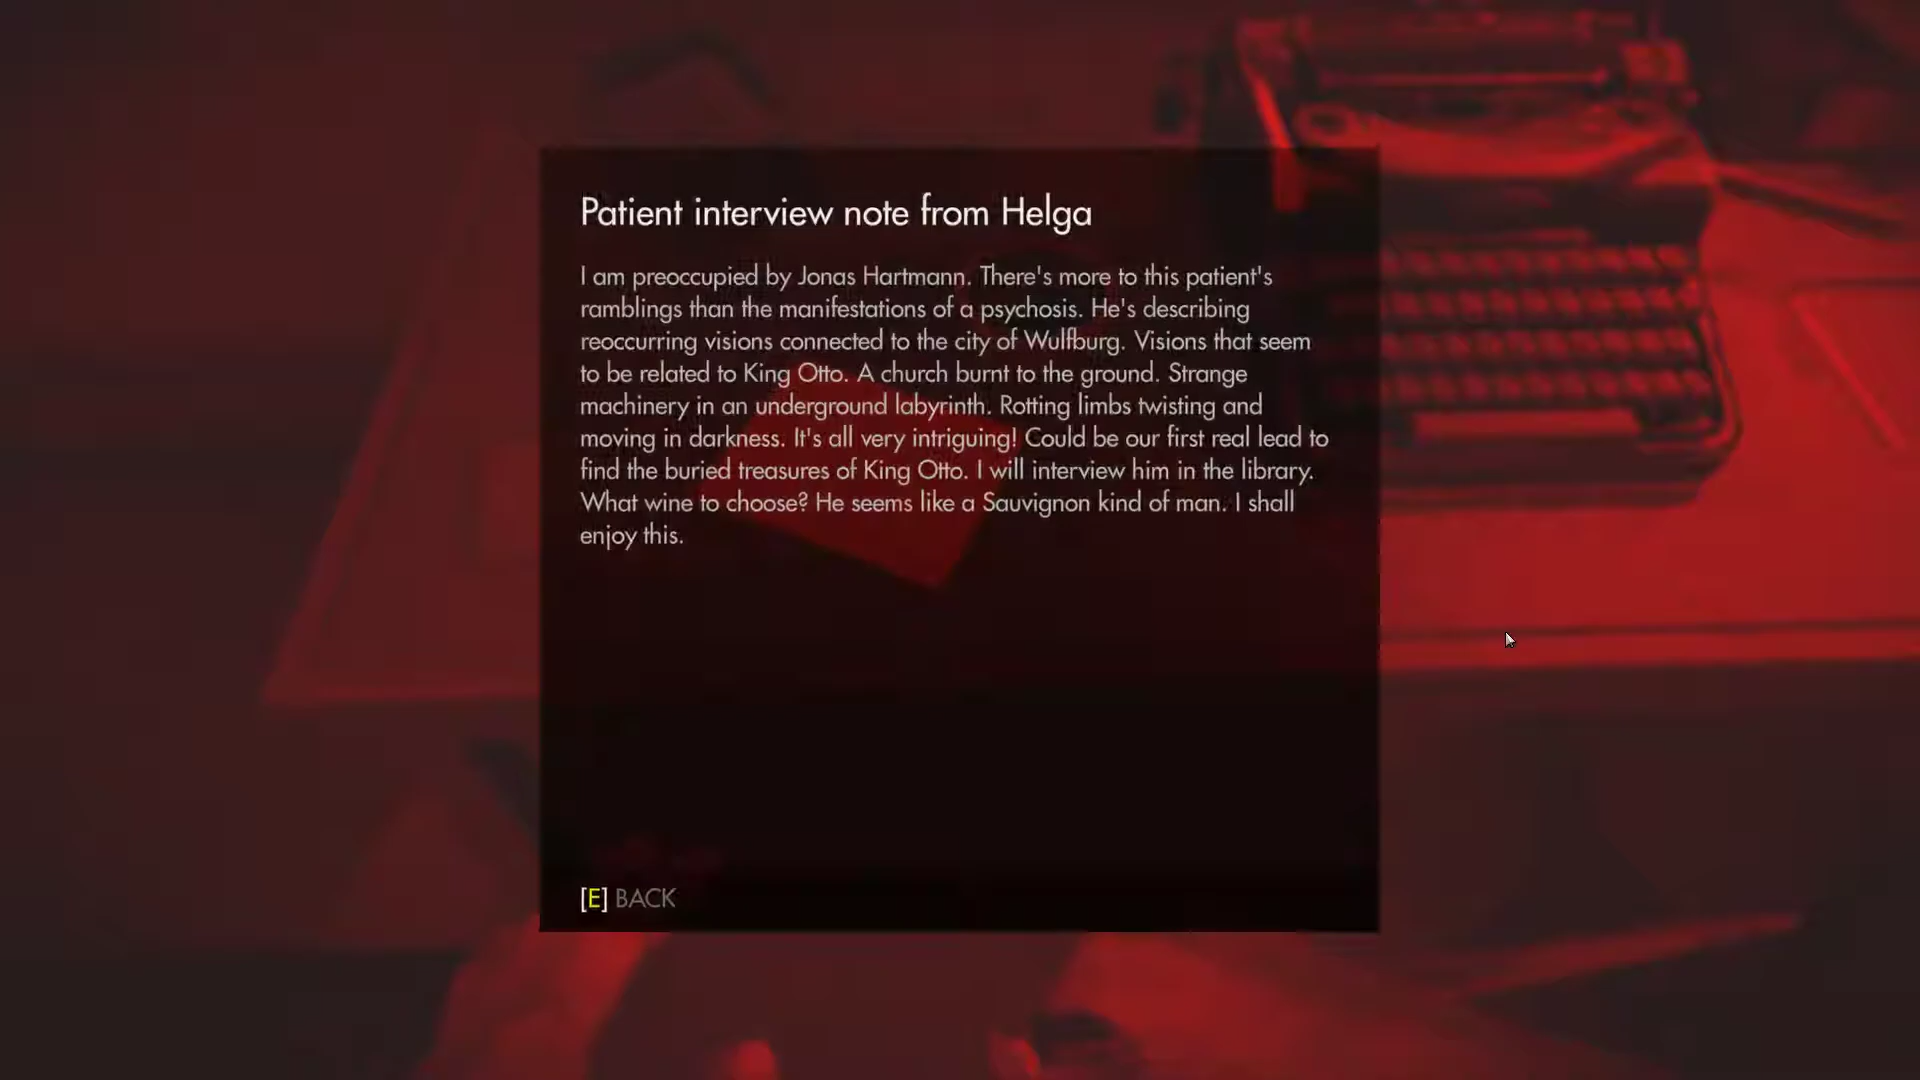 Patient interview note from Helga
I am preoccupied by Jonas Hartmann. There's more to this patient's
ramblings than the manifestations of a psychosis. He's describing
reoccurring visions connected to the city of Wulfburg. Visions that seem
to be related to King Otto. A church burnt to the ground. Strange
machinery in an underground labyrinth. Rotting limbs twisting and
moving in darkness. It's all very intriguing! Could be our first real lead to
find the buried treasures of King Otto. I will interview him in the library.
What wine to choose? He seems like a Sauvignon kind of man. I shall
enjoy this.
[E] BACK